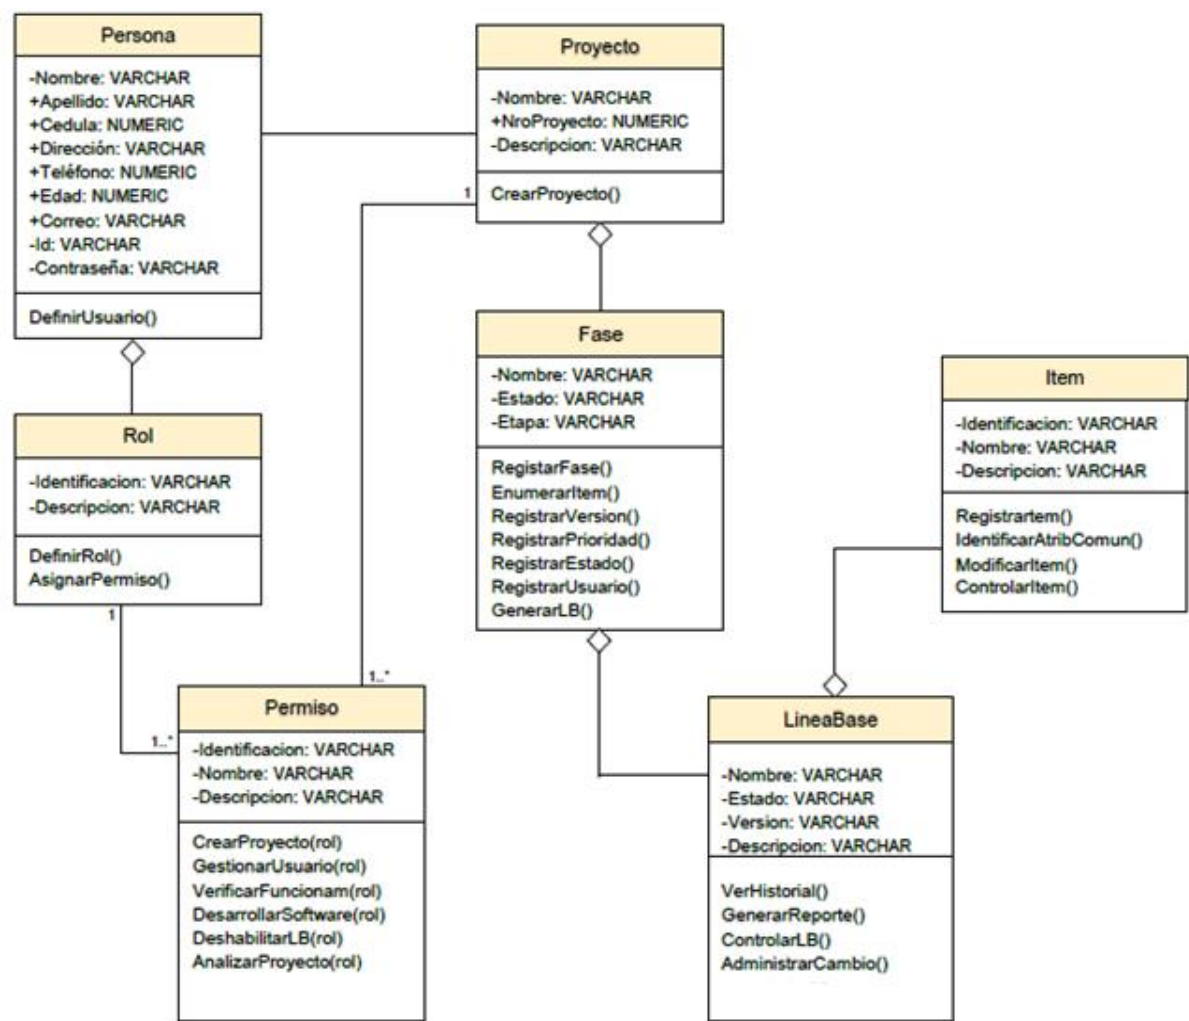 Persona
-Nombre: VARCHAR
+Apellido: VARCHAR
+Cedula: NUMERIC
+Dirección: VARCHAR
+Teléfono: NUMERIC
+Edad: NUMERIC
+Correo: VARCHAR
-Id: VARCHAR
-Contraseña: VARCHAR
DefinirUsuario()
Proyecto
-Nombre: VARCHAR
+NroProyecto: NUMERIC
-Descripcion: VARCHAR
CrearProyecto()
1
Fase
-Nombre: VARCHAR
-Estado: VARCHAR
-Etapa: VARCHAR
RegistarFase()
EnumerarItem()
RegistrarVersion()
RegistrarPrioridad()
RegistrarEstado()
RegistrarUsuario()
GenerarLB()
Item
-Identificacion: VARCHAR
-Nombre: VARCHAR
-Descripcion: VARCHAR
Registrartem()
IdentificarAtribComun()
ModificarItem()
ControlarItem()
Rol
-Identificacion: VARCHAR
-Descripcion: VARCHAR
DefinirRol()
AsignarPermiso()
1
1..*
1..*
Permiso
-Identificacion: VARCHAR
-Nombre: VARCHAR
-Descripcion: VARCHAR
CrearProyecto(rol)
GestionarUsuario(rol)
VerificarFuncionam(rol)
DesarrollarSoftware(rol)
DeshabilitarLB(rol)
AnalizarProyecto(rol)
LineaBase
-Nombre: VARCHAR
-Estado: VARCHAR
-Version: VARCHAR
-Descripcion: VARCHAR
VerHistorial()
GenerarReporte()
ControlarLB()
AdministrarCambio()